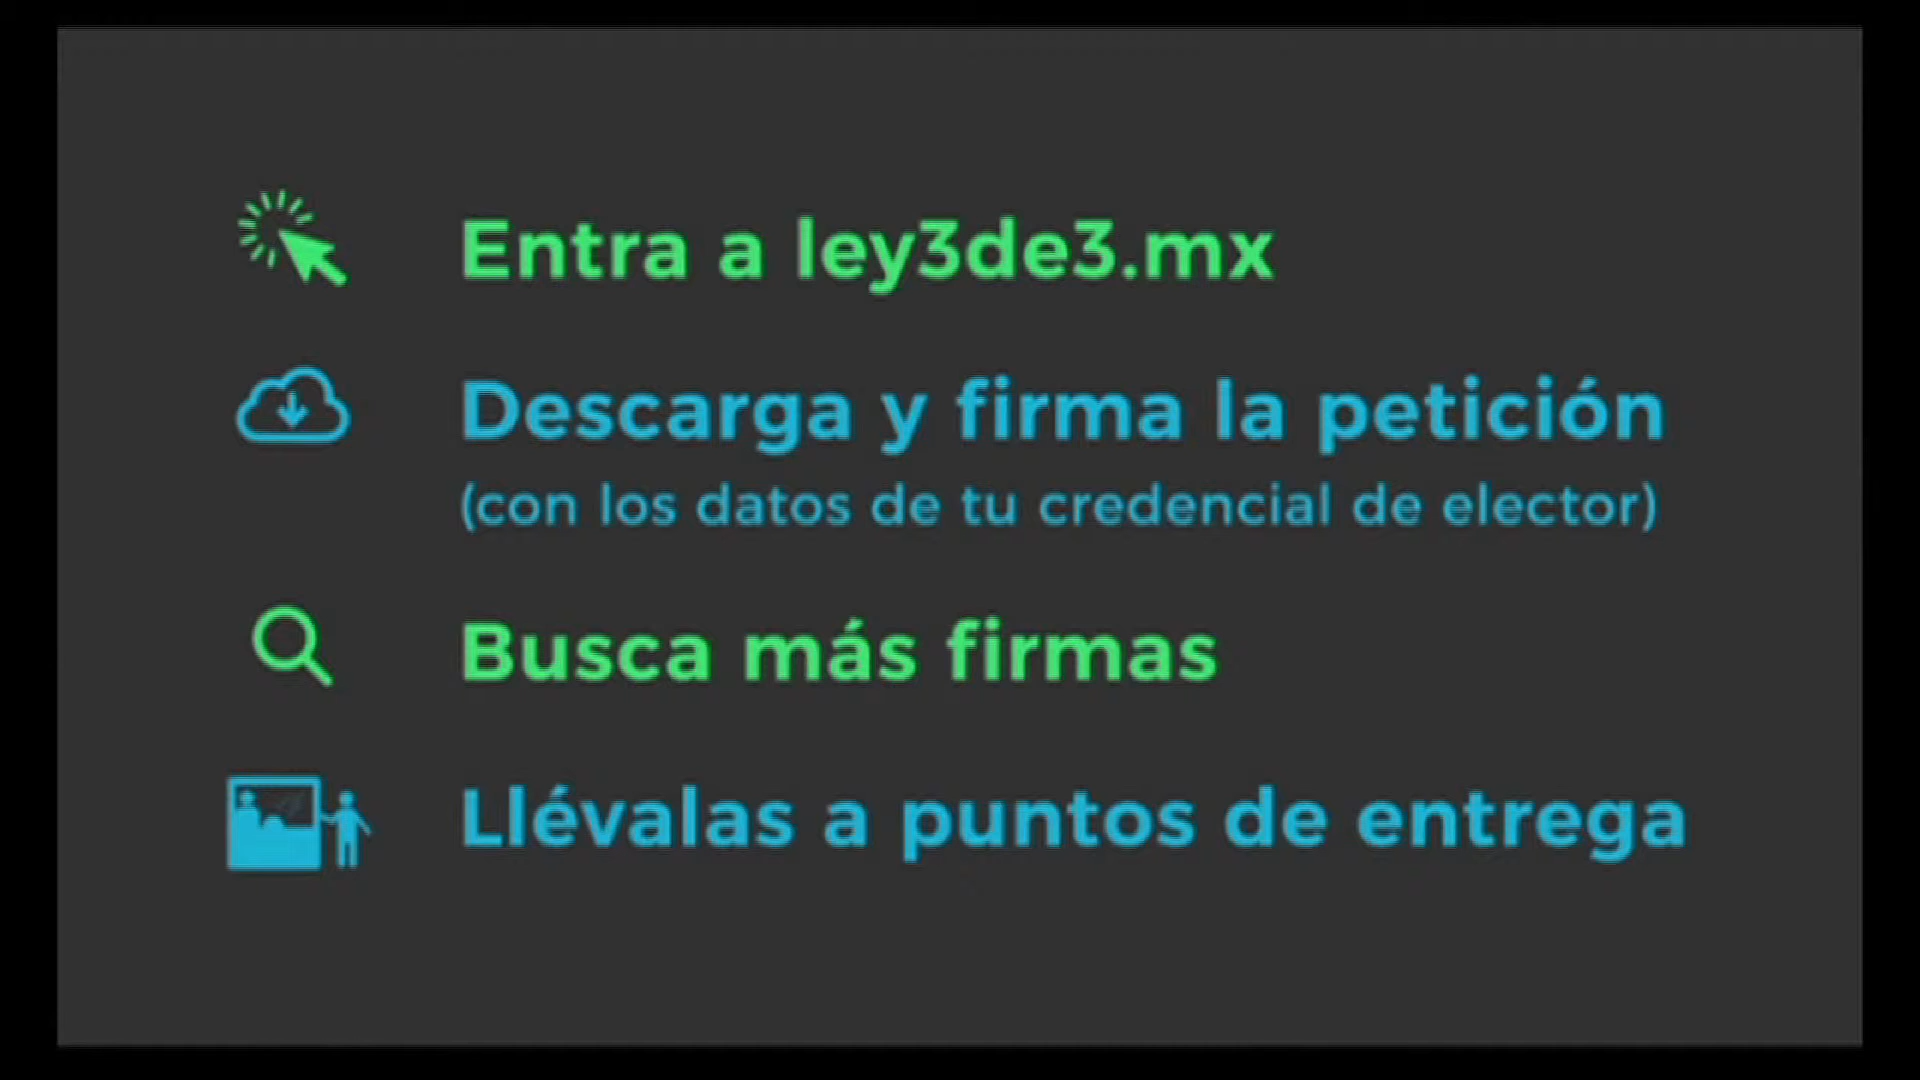 Entra a ley3de3.mx
Descarga y firma la petición
(con los datos de tu credencial de elector)
Busca más firmas
Llévalas a puntos de entrega